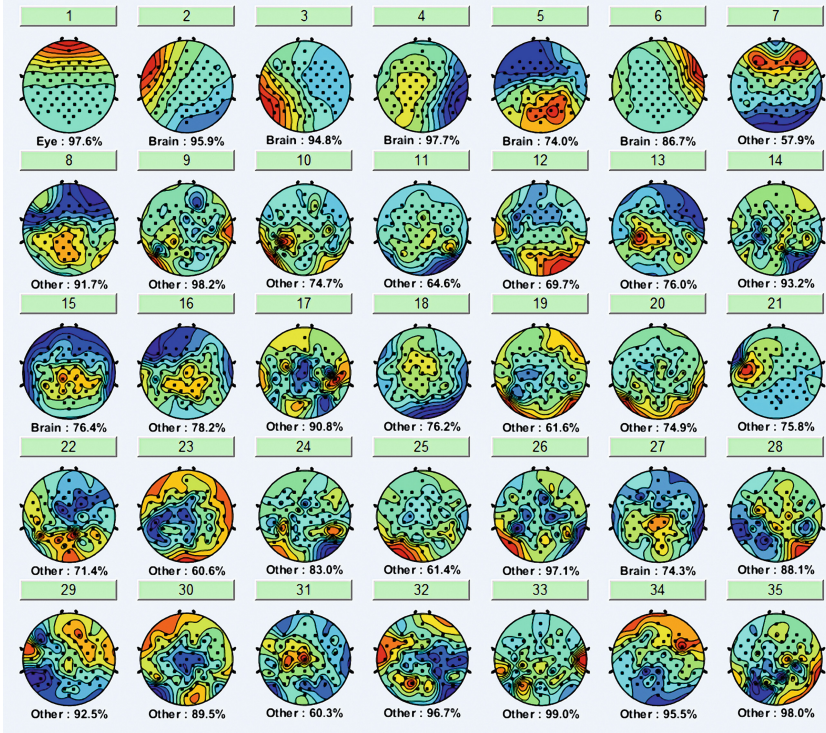 1 2 3 4 5 6 7
Eye : 97.6% Brain : 95.9% Brain : 94.8% Brain : 97.7% Brain : 74.0% Brain : 86.7% Other : 57.9%
8 9 10 11 12 13 14
Other : 91.7% Other : 98.2% Other : 74.7% Other : 64.6% Other : 69.7% Other : 76.0% Other : 93.2%
15 16 17 18 19 20 21
Brain : 76.4% Other : 78.2% Other : 90.8% Other : 76.2% Other : 61.6% Other : 74.9% Other : 75.8%
22 23 24 25 26 27 28
Other : 71.4% Other : 60.6% Other : 83.0% Other : 61.4% Other : 97.1% Brain : 74.3% Other : 88.1%
29 30 31 32 33 34 35
Other : 92.5% Other : 89.5% Other : 60.3% Other : 96.7% Other : 99.0% Other : 95.5% Other : 98.0%